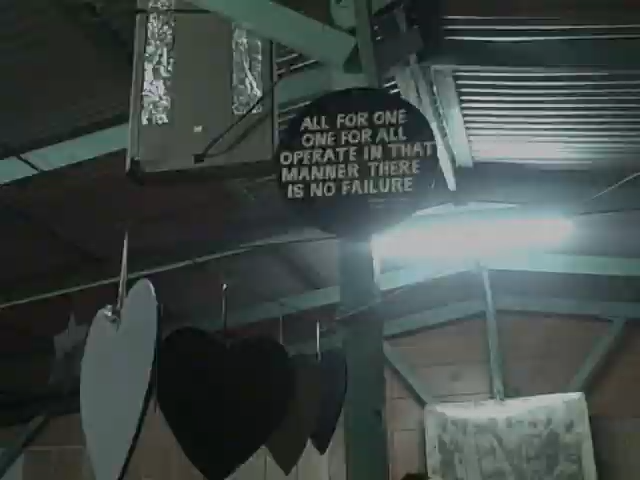 ALL FOR ONE
ONE FOR ALL
OPERATE IN THAT
MANNER THERE
IS NO FAILURE